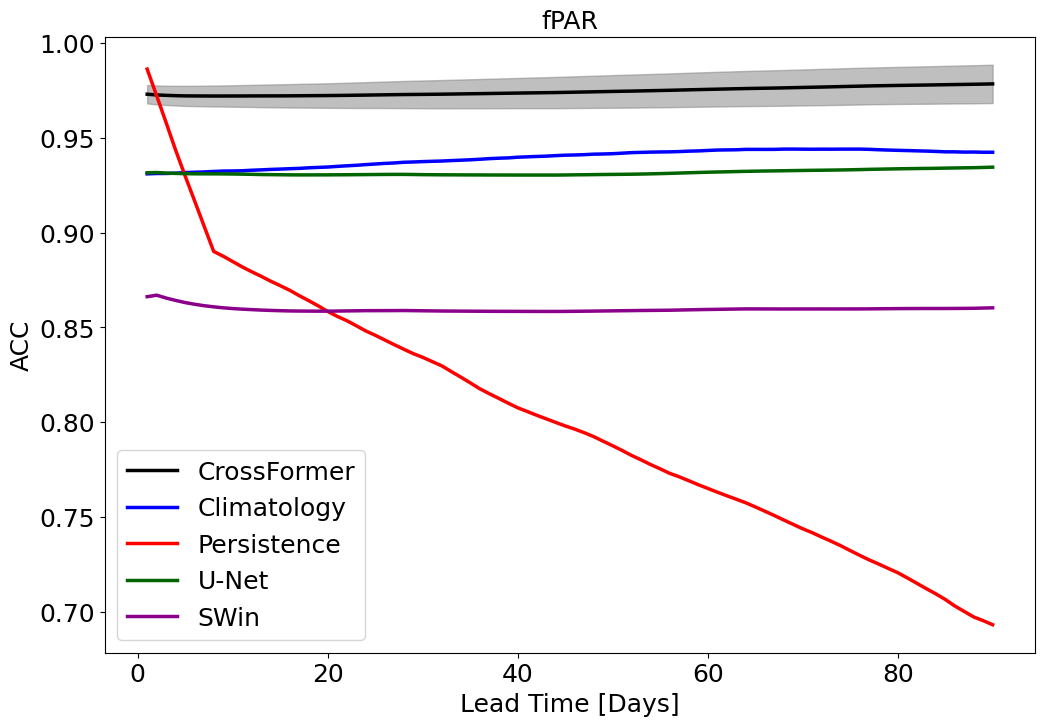 fPAR
1.00
0.95
0.90
0.85
0.80
0.75
0.70
ACC
CrossFormer
Climatology
Persistence
U-Net
SWin
0 20 40 60 80
Lead Time [Days]